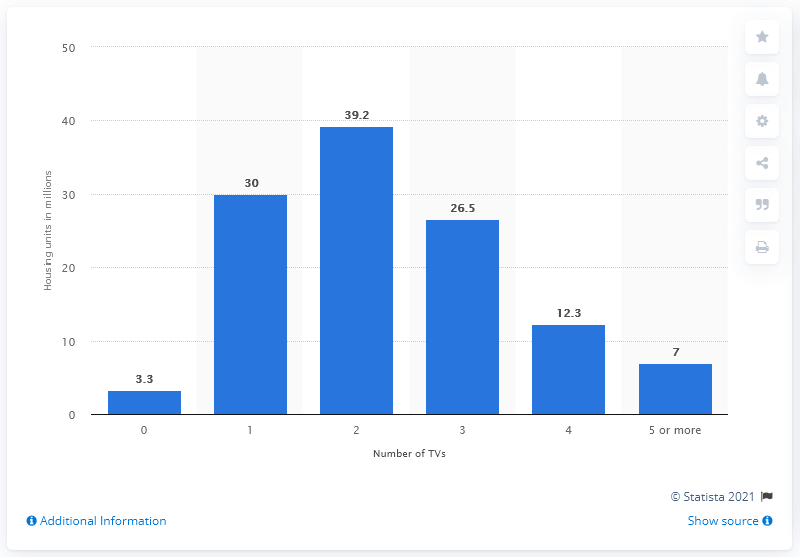 50
40
30
20
10
0
Housing units in millions
3.3
30
39.2
26.5
12.3
7
0
1
2
3
4
5 or more
Number of TVs
© Statista 2021
Additional Information
Show source